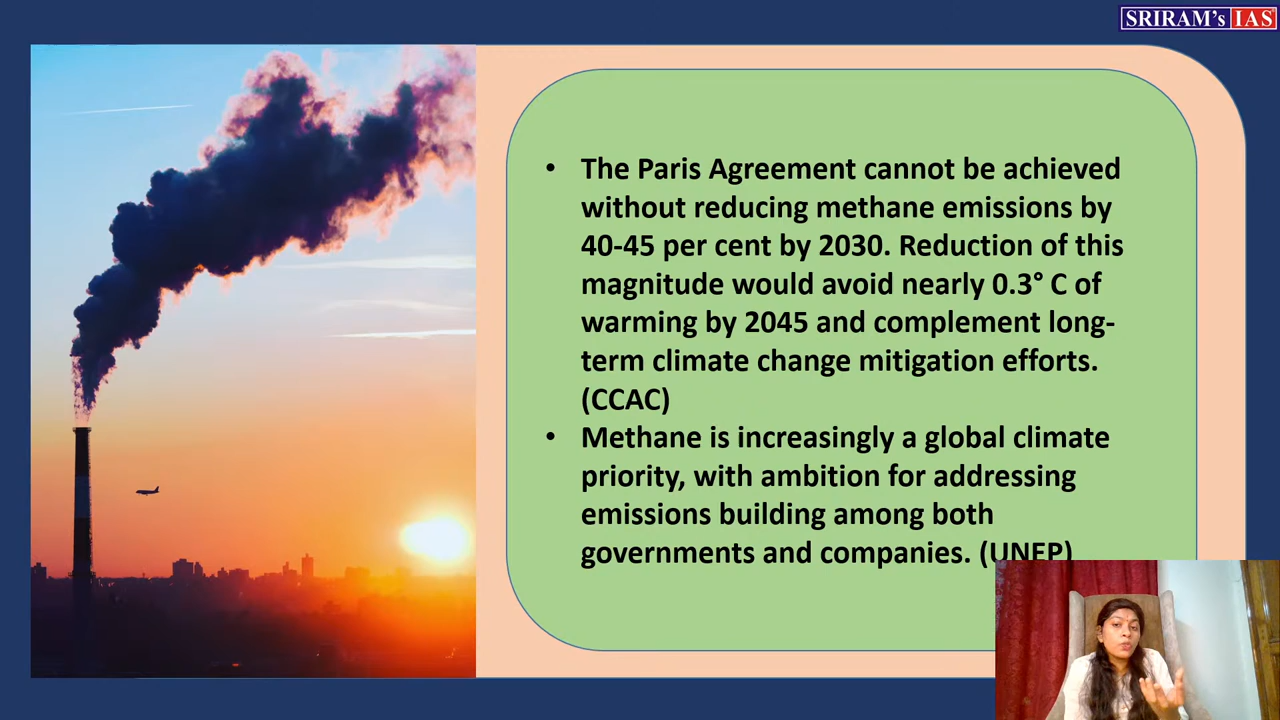 SRIRAM's IAS
• The Paris Agreement cannot be achieved
without reducing methane emissions by
40-45 per cent by 2030. Reduction of this
magnitude would avoid nearly 0.3° C of
warming by 2045 and complement long-
term climate change mitigation efforts.
(CCAC)
• Methane is increasingly a global climate
priority, with ambition for addressing
emissions building among both
governments and companies. (UNEP)